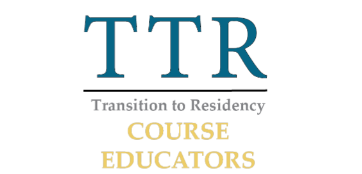 TTR
Transition to Residency
COURSE
EDUCATORS